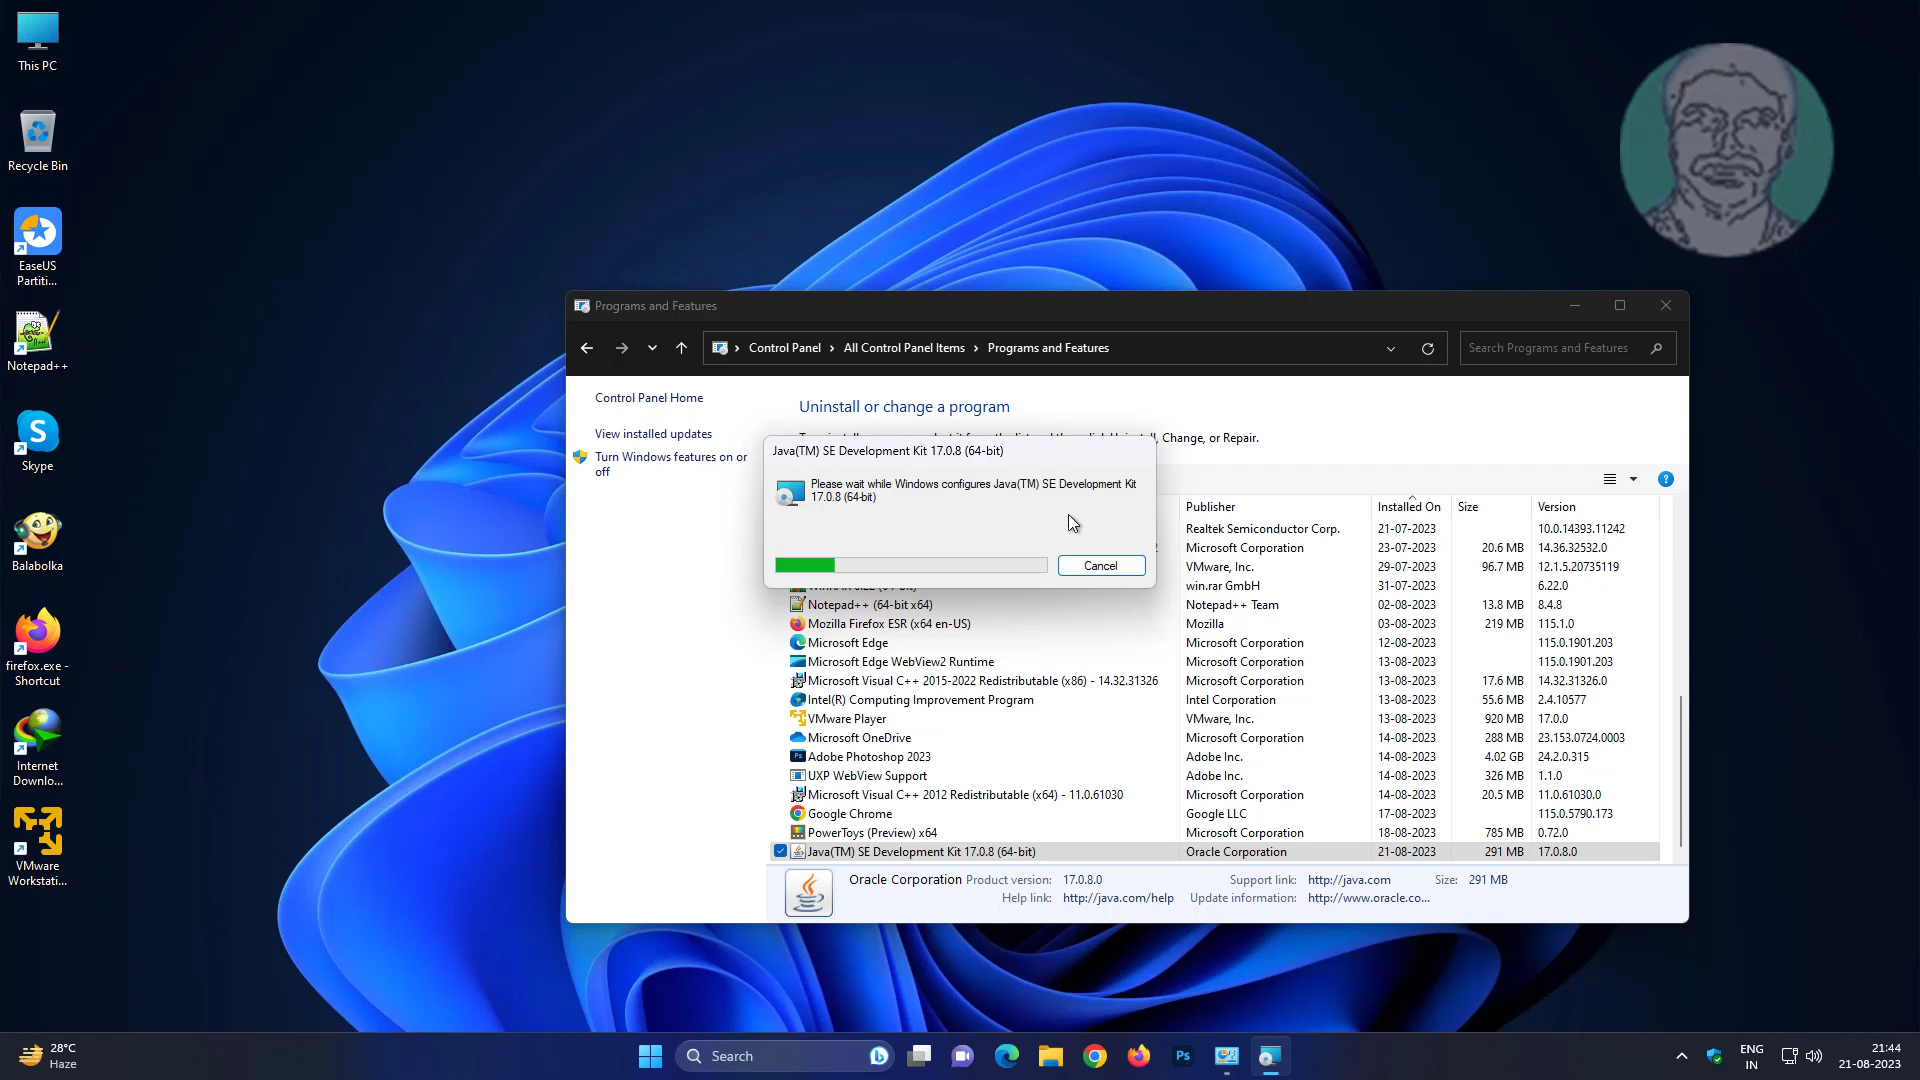 This PC
Recycle Bin
EaseUS
Partiti...
Notepad++
Skype
Balabolka
firefox.exe -
Shortcut
Internet
Downlo...
VMware
Workstati...
Programs and Features
Control Panel > All Control Panel Items > Programs and Features
Search Programs and Features
Control Panel Home
View installed updates
Turn Windows features on or
off
Uninstall or change a program
, Change, or Repair.
Java(TM) SE Development Kit 17.0.8 (64-bit)
Please wait while Windows configures Java(TM) SE Development Kit
17.0.8 (64-bit)
Cancel
Publisher Installed On Size Version
Realtek Semiconductor Corp. 21-07-2023 10.0.14393.11242
Microsoft Corporation 23-07-2023 20.6 MB 14.36.32532.0
VMware, Inc. 29-07-2023 96.7 MB 12.1.5.20735119
win.rar GmbH 31-07-2023 6.22.0
Notepad++ (64-bit x64) Notepad++ Team 02-08-2023 13.8 MB 8.4.8
Mozilla Firefox ESR (x64 en-US) Mozilla 03-08-2023 219 MB 115.1.0
Microsoft Edge Microsoft Corporation 12-08-2023 115.0.1901.203
Microsoft Edge WebView2 Runtime Microsoft Corporation 13-08-2023 115.0.1901.203
Microsoft Visual C++ 2015-2022 Redistributable (x86) - 14.32.31326 Microsoft Corporation 13-08-2023 17.6 MB 14.32.31326.0
Intel(R) Computing Improvement Program Intel Corporation 13-08-2023 55.6 MB 2.4.10577
VMware Player VMware, Inc. 13-08-2023 920 MB 17.0.0
Microsoft OneDrive Microsoft Corporation 14-08-2023 288 MB 23.153.0724.0003
Adobe Photoshop 2023 Adobe Inc. 14-08-2023 4.02 GB 24.2.0.315
UXP WebView Support Adobe Inc. 14-08-2023 326 MB 1.1.0
Microsoft Visual C++ 2012 Redistributable (x64) - 11.0.61030 Microsoft Corporation 14-08-2023 20.5 MB 11.0.61030.0
Google Chrome Google LLC 17-08-2023 115.0.5790.173
PowerToys (Preview) x64 Microsoft Corporation 18-08-2023 785 MB 0.72.0
Java(TM) SE Development Kit 17.0.8 (64-bit) Oracle Corporation 21-08-2023 291 MB 17.0.8.0
Oracle Corporation Product version: 17.0.8.0 Support link: http://java.com Size: 291 MB
Help link: http://java.com/help Update information: http://www.oracle.co...
28°C
Haze
Search
Ps
ENG
IN
21:44
21-08-2023